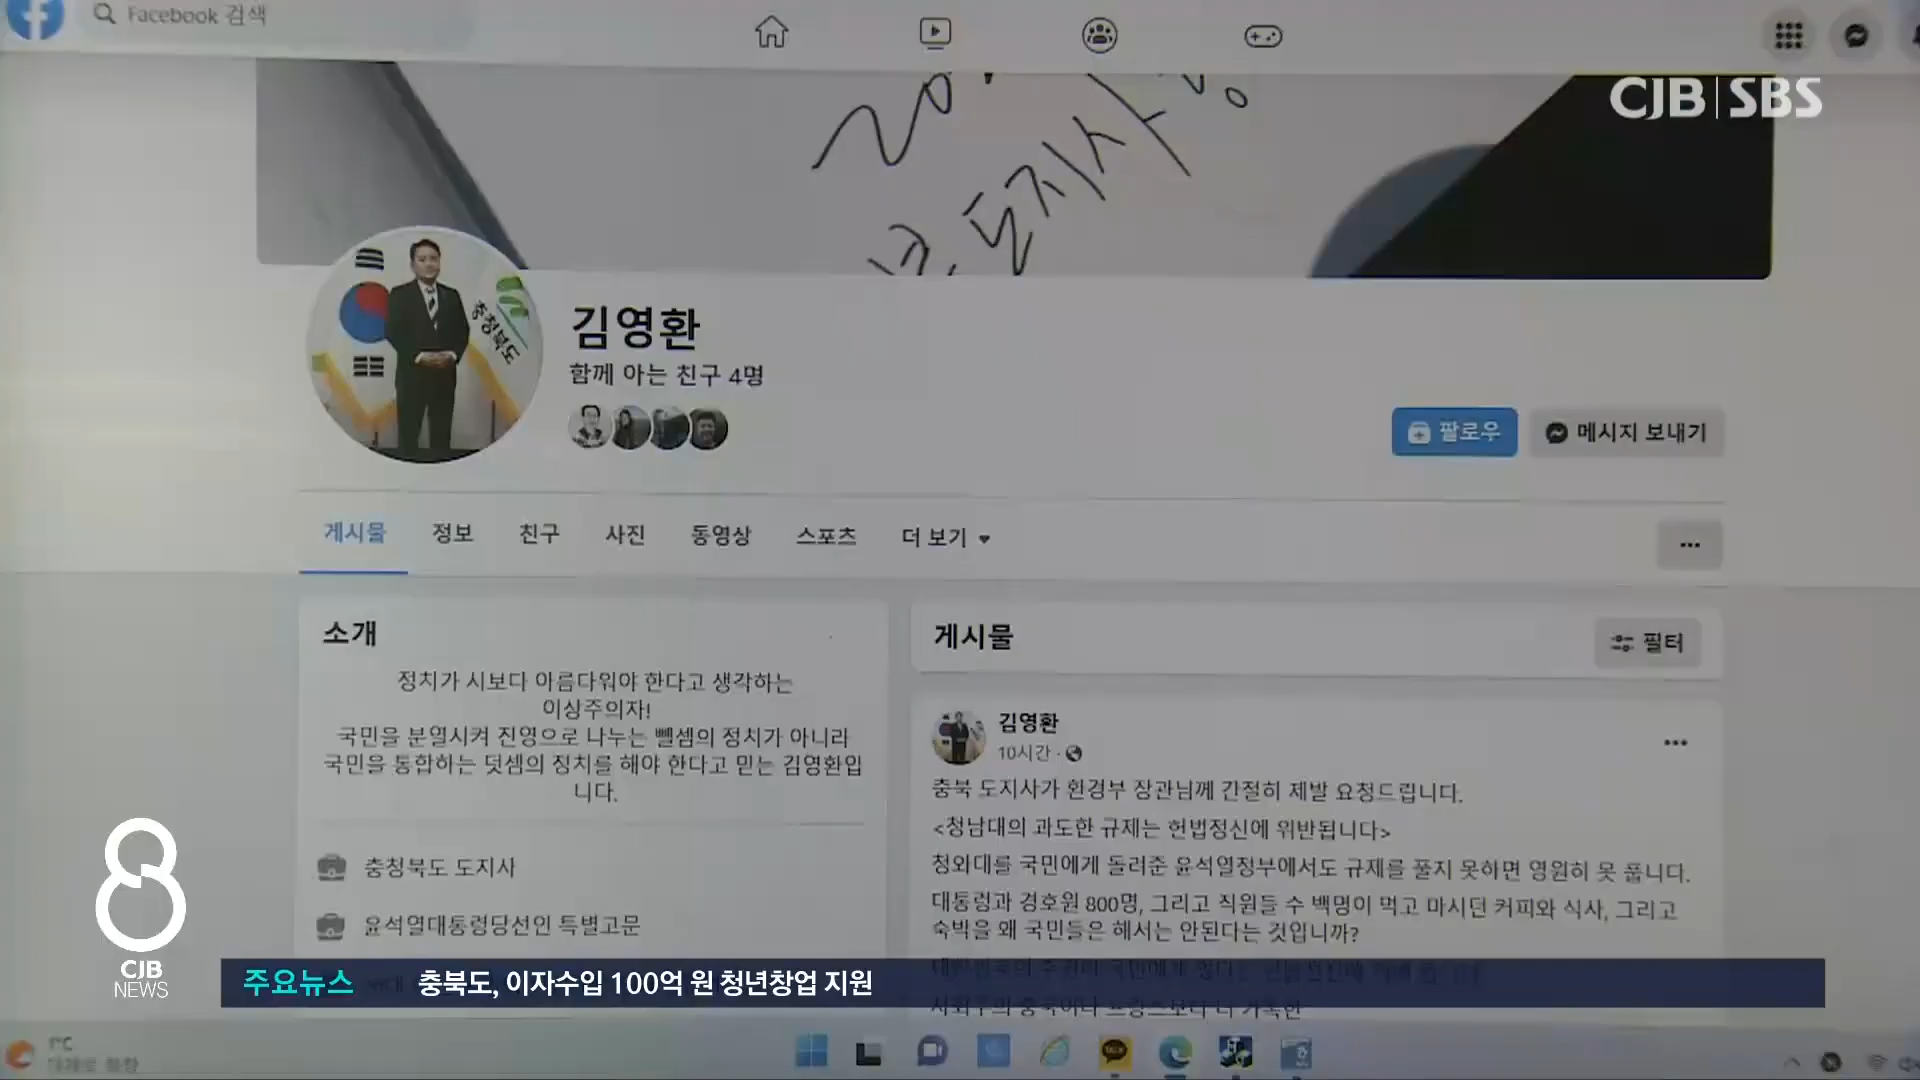 Facebook 검색
CJB SBS
20
도지사
충청북도
김영환
함께 아는 친구 4명
팔로우
메시지 보내기
게시물
정보
친구
사진
동영상
스포츠
더 보기
소개
정치가 시보다 아름다워야 한다고 생각하는
이상주의자!
국민을 분열시켜 진영으로 나누는 뺄셈의 정치가 아니라
국민을 통합하는 덧셈의 정치를 해야 한다고 믿는 김영환입
니다.
충청북도 도지사
윤석열대통령당선인 특별고문
게시물
필터
김영환
10시간
충북 도지사가 환경부 장관님께 간절히 제발 요청드립니다.
<청남대의 과도한 규제는 헌법정신에 위반됩니다>
청와대를 국민에게 돌려준 윤석열정부에서도 규제를 풀지 못하면 영원히 못 풉니다.
대통령과 경호원 800명, 그리고 직원들 수 백명이 먹고 마시던 커피와 식사, 그리고
숙박을 왜 국민들은 해서는 안된다는 것입니까?
8
CJB
NEWS
주요뉴스 충북도, 이자수입 100억 원 청년창업 지원
1°C